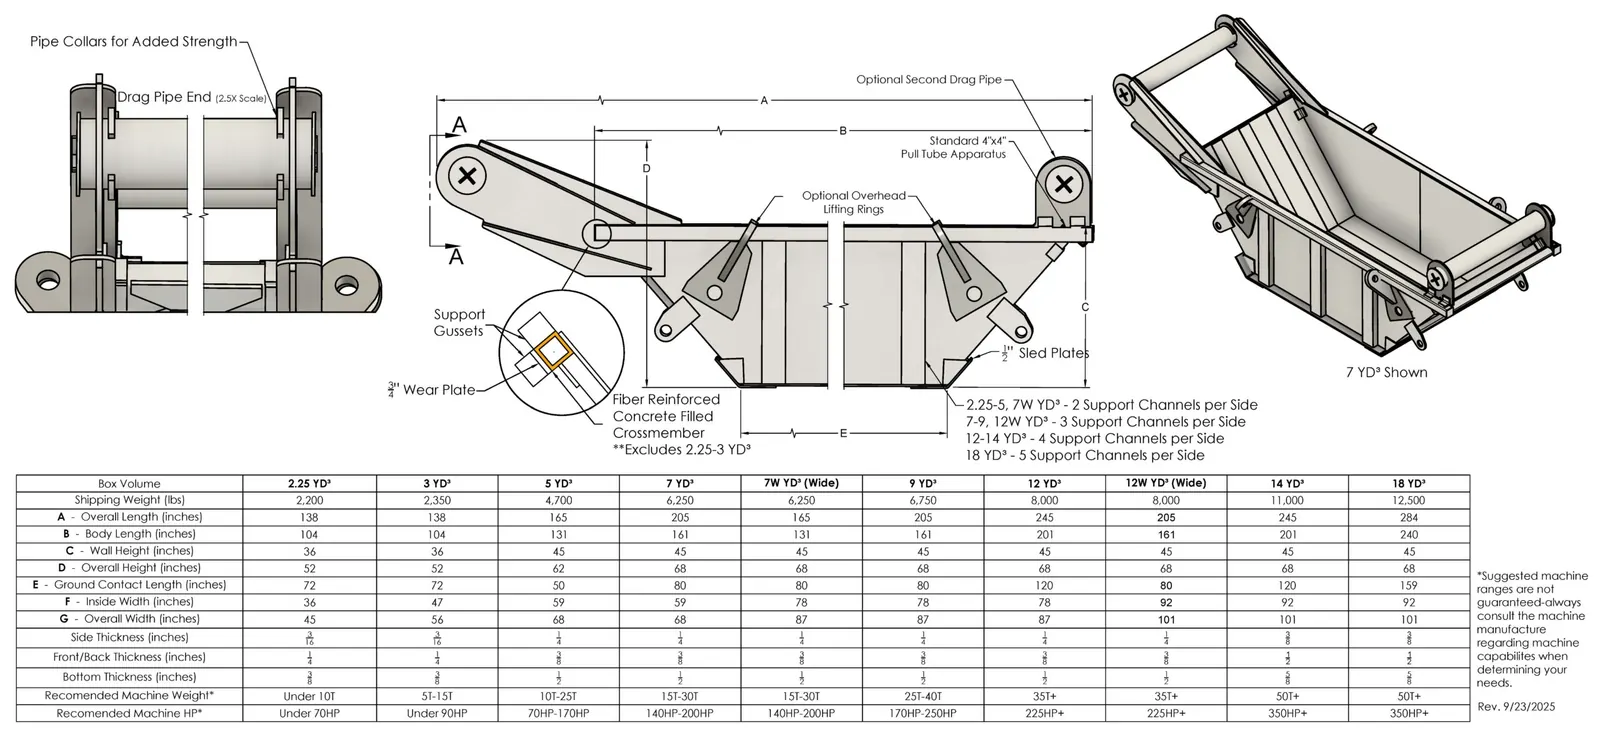 Pipe Collars for Added Strength
Drag Pipe End (2.5X Scale)
Optional Second Drag Pipe
A
A
B
Standard 4"x4"
Pull Tube Apparatus
D
Optional Overhead
Lifting Rings
A
C
Support
Gussets
1/2" Sled Plates
7 YD³ Shown
3/4" Wear Plate
Fiber Reinforced
Concrete Filled
Crossmember
**Excludes 2.25-3 YD³
E
2.25-5, 7W YD³ - 2 Support Channels per Side
7-9, 12W YD³ - 3 Support Channels per Side
12-14 YD³ - 4 Support Channels per Side
18 YD³ - 5 Support Channels per Side
Box Volume 2.25 YD³ 3 YD³ 5 YD³ 7 YD³ 7W YD³ (Wide) 9 YD³ 12 YD³ 12W YD³ (Wide) 14 YD³ 18 YD³
Shipping Weight (lbs) 2,200 2,350 4,700 6,250 6,250 6,750 8,000 8,000 11,000 12,500
A - Overall Length (inches) 138 138 165 205 165 205 245 205 245 284
B - Body Length (inches) 104 104 131 161 131 161 201 161 201 240
C - Wall Height (inches) 36 36 45 45 45 45 45 45 45 45
D - Overall Height (inches) 52 52 62 68 68 68 68 68 68 68
E - Ground Contact Length (inches) 72 72 50 80 80 80 120 80 120 159
F - Inside Width (inches) 36 47 59 59 78 78 78 92 92 92
G - Overall Width (inches) 45 56 68 68 87 87 87 101 101 101
Side Thickness (inches) 3/16 3/16 1/4 1/4 1/4 1/4 1/4 1/4 3/8 3/8
Front/Back Thickness (inches) 1/4 1/4 3/8 3/8 3/8 3/8 3/8 3/8 1/2 1/2
Bottom Thickness (inches) 3/8 3/8 1/2 1/2 1/2 1/2 1/2 1/2 5/8 5/8
Recomended Machine Weight* Under 10T 5T-15T 10T-25T 15T-30T 15T-30T 25T-40T 35T+ 35T+ 50T+ 50T+
Recomended Machine HP* Under 70HP Under 90HP 70HP-170HP 140HP-200HP 140HP-200HP 170HP-250HP 225HP+ 225HP+ 350HP+ 350HP+
*Suggested machine
ranges are not
guaranteed-always
consult the machine
manufacture
regarding machine
capabilites when
determining your
needs.
Rev. 9/23/2025